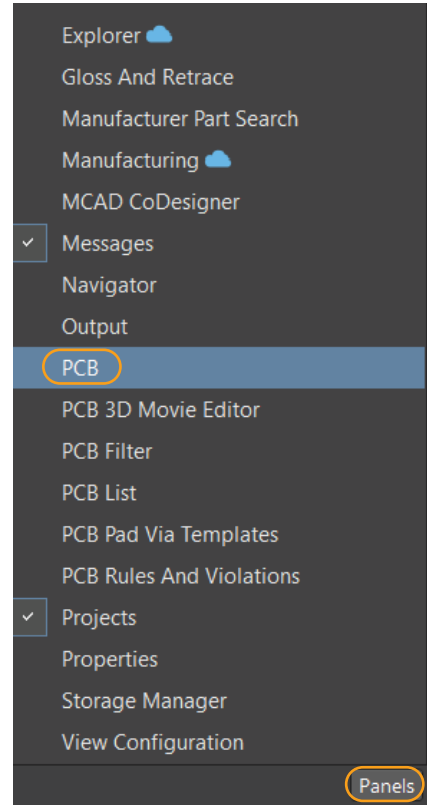 Explorer
Gloss And Retrace
Manufacturer Part Search
Manufacturing
MCAD CoDesigner
Messages
Navigator
Output
PCB
PCB 3D Movie Editor
PCB Filter
PCB List
PCB Pad Via Templates
PCB Rules And Violations
Projects
Properties
Storage Manager
View Configuration
Panels